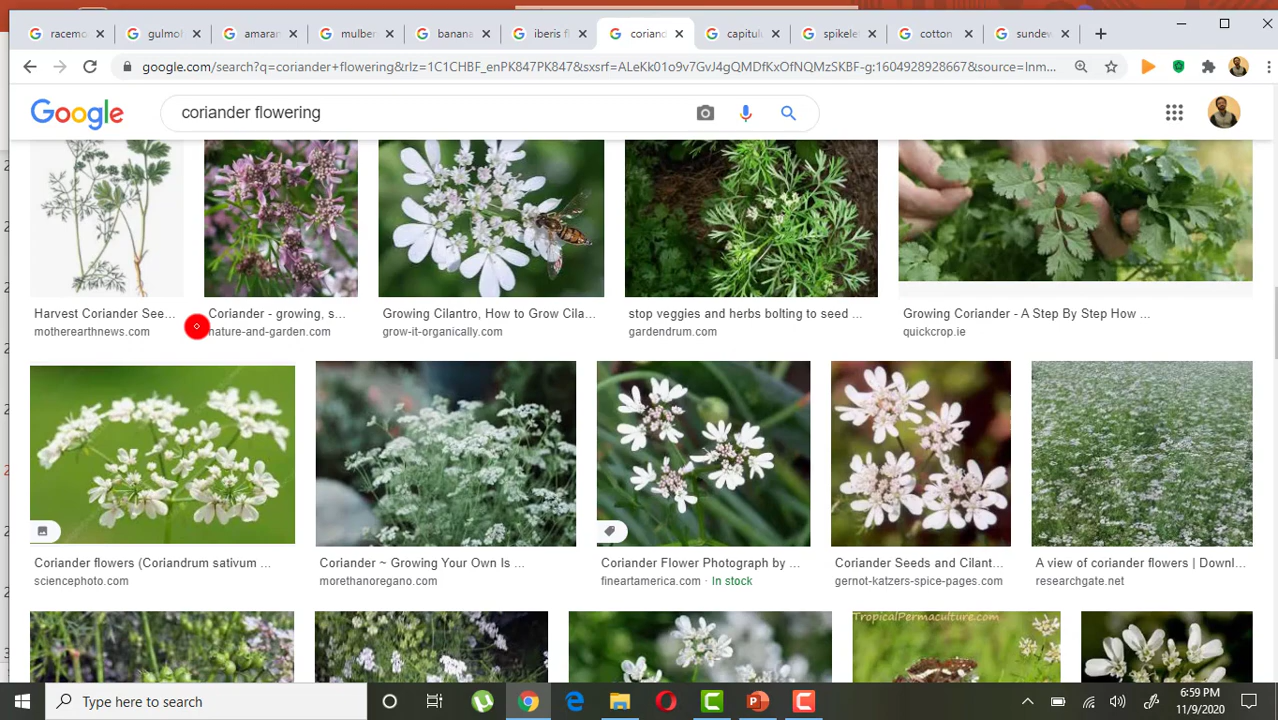 racemo
gulmol
amaran
mulber
banana
iberis fl
coriand
capitulu
spikele
cotton
sundew
google.com/search?q=coriander+flowering&rlz=1C1CHBF_enPK847PK847&sxsrf=ALeKk01o9v7GvJ4gQMDfKxOfNQMzSKBF-g:1604928928667&source=lnm...
Google
coriander flowering
Harvest Coriander See...
motherearthnews.com
Coriander - growing, s...
nature-and-garden.com
Growing Cilantro, How to Grow Cila...
grow-it-organically.com
stop veggies and herbs bolting to seed ...
gardendrum.com
Growing Coriander - A Step By Step How ...
quickcrop.ie
Coriander flowers (Coriandrum sativum ...
sciencephoto.com
Coriander ~ Growing Your Own Is ...
morethanoregano.com
Coriander Flower Photograph by ...
fineartamerica.com · In stock
Coriander Seeds and Cilant...
gernot-katzers-spice-pages.com
A view of coriander flowers | Downl...
researchgate.net
TropicalPermaculture.com
Type here to search
6:59 PM
11/9/2020